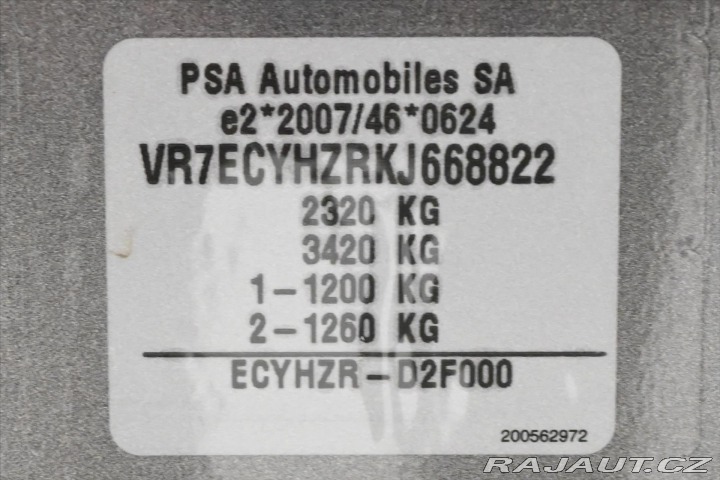 PSA Automobiles SA
e2*2007/46*0624
VR7ECYHZRKJ668822
2320 KG
3420 KG
1-1200 KG
2-1260 KG
ECYHZR-D2F000
200562972
RAJAUT.CZ